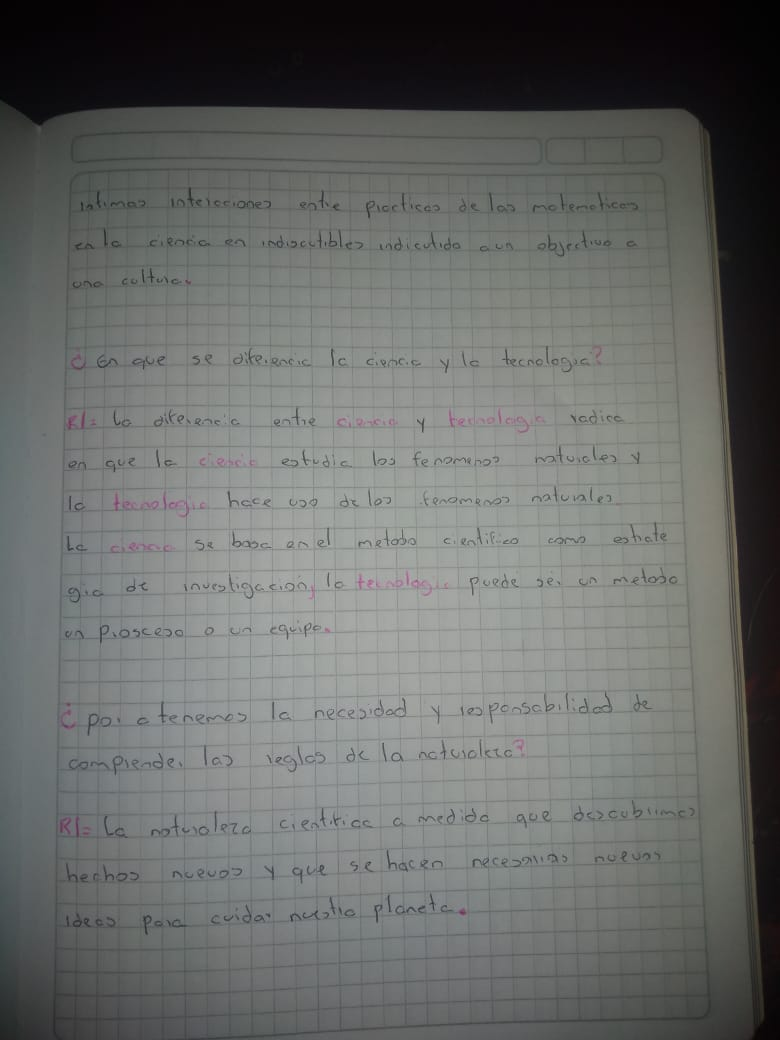 intimas interacciones entre practicas de las matematicas
en la ciencia en indiscutibles indicutido a un objectivo a
una cultura.
¿ En que se diferencia la ciencia y la tecnologia?
R/= La diferencia entre ciencia y tecnologia radica
en que la ciencia estudia los fenomenos naturales y
la tecnologia hace uso de los fenomenos naturales
La ciencia se basa en el metodo cientifico como estrate
gia de investigación, la tecnologia puede ser un metodo
un prosceso o un equipo.
¿ por a tenemos la necesidad y responsabilidad de
comprender las reglas de la naturaleza?
R/= La naturaleza cientifica a medida que descubrimos
hechos nuevos y que se hacen necesarias nuevas
ideas para cuidar nuestro planeta.